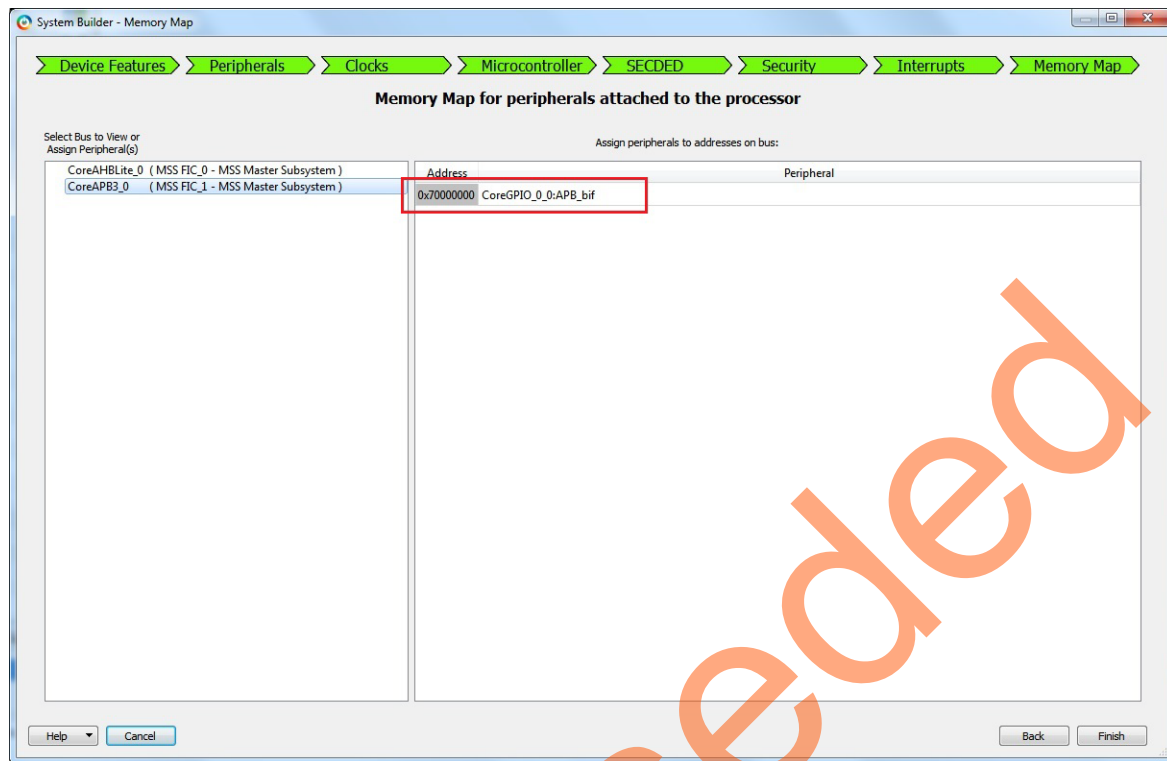 System Builder - Memory Map
Device Features Peripherals Clocks Microcontroller SECDED Security Interrupts Memory Map
Memory Map for peripherals attached to the processor
Select Bus to View or
Assign Peripheral(s)
Assign peripherals to addresses on bus:
CoreAHBLite_0 ( MSS FIC_0 - MSS Master Subsystem )
CoreAPB3_0 ( MSS FIC_1 - MSS Master Subsystem )
Address Peripheral
0x70000000 CoreGPIO_0_0:APB_bif
Help Cancel Back Finish
eded